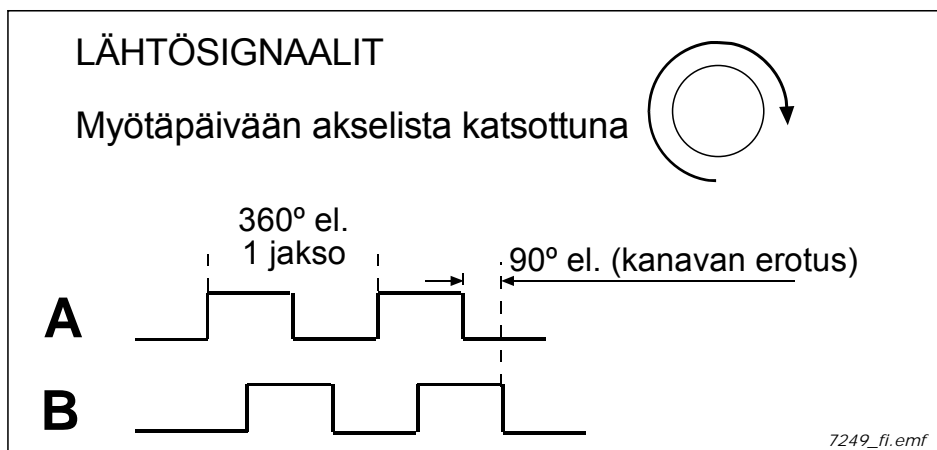 LÄHTÖSIGNAALIT
Myötäpäivään akselista katsottuna
360º el.
1 jakso
90º el. (kanavan erotus)
A
B
7249_fi.emf